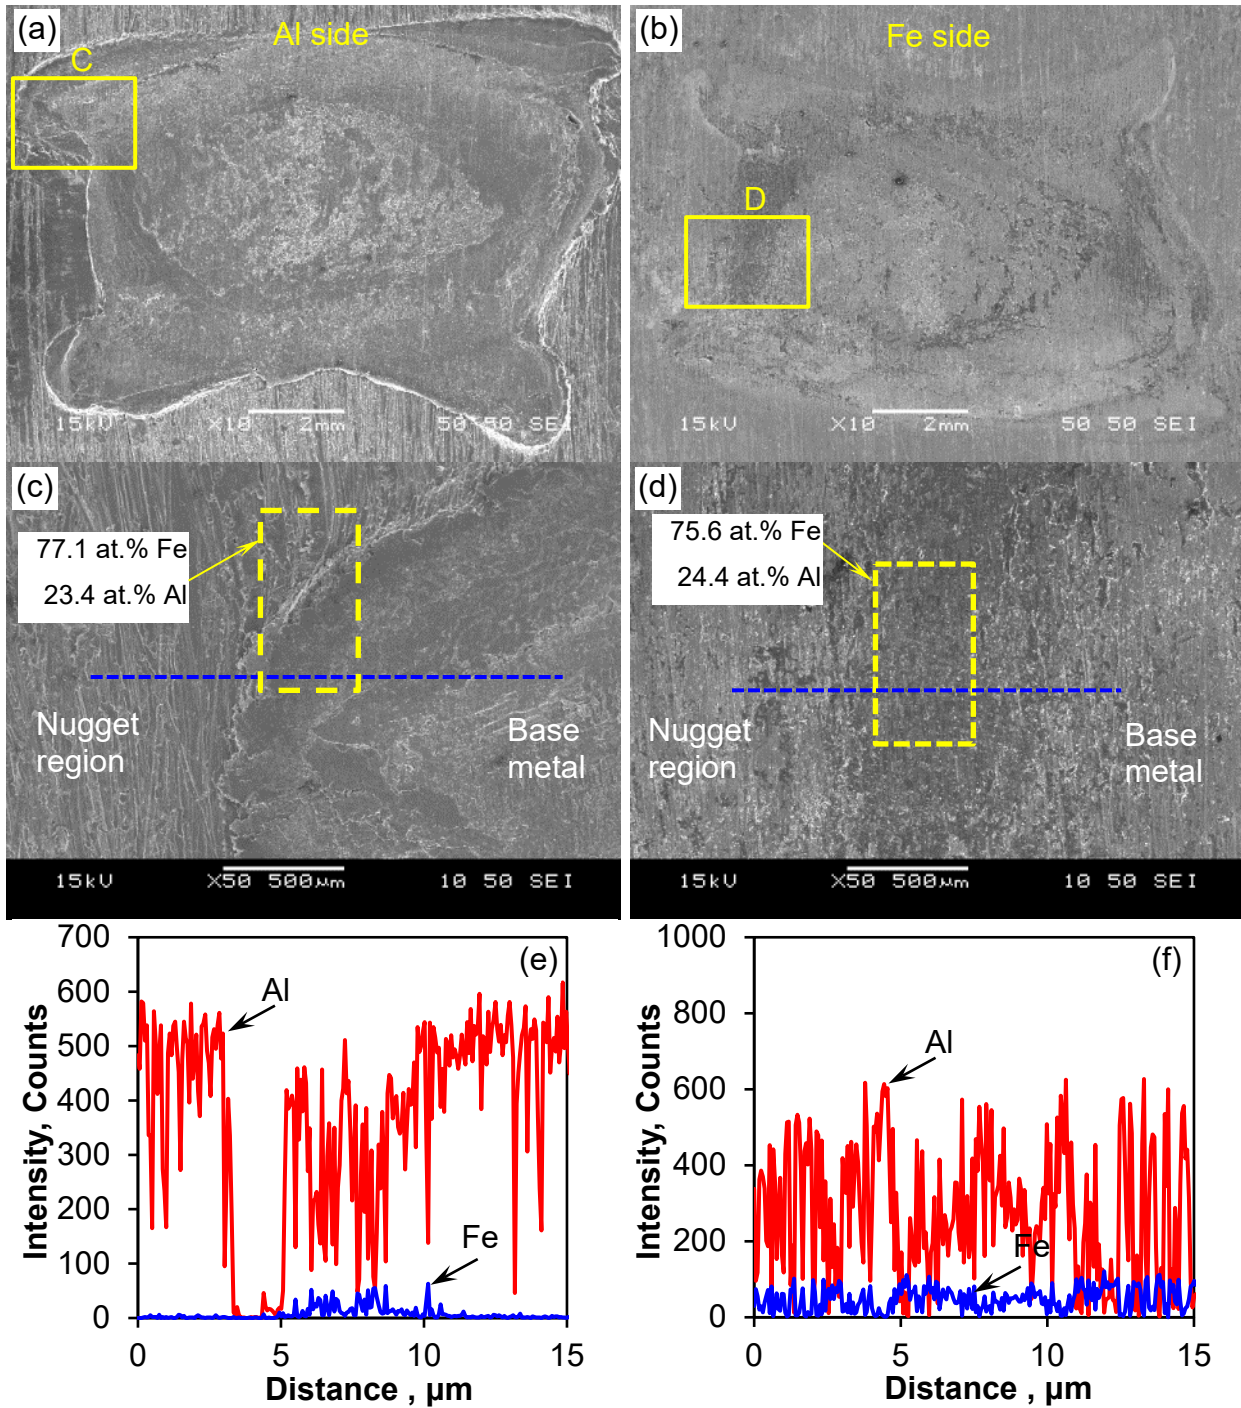 (a)
Al side
C
15kV X10 2mm 50 50 SEI
(b)
Fe side
D
15kV X10 2mm 50 50 SEI
(c)
77.1 at.% Fe
23.4 at.% Al
Nugget
region
Base
metal
15kV X50 500µm 10 50 SEI
(d)
75.6 at.% Fe
24.4 at.% Al
Nugget
region
Base
metal
15kV X50 500µm 10 50 SEI
(e)
Al
Fe
700
600
500
400
300
200
100
0
Intensity, Counts
0 5 10 15
Distance , µm
(f)
Al
Fe
1000
800
600
400
200
0
Intensity, Counts
0 5 10 15
Distance , µm